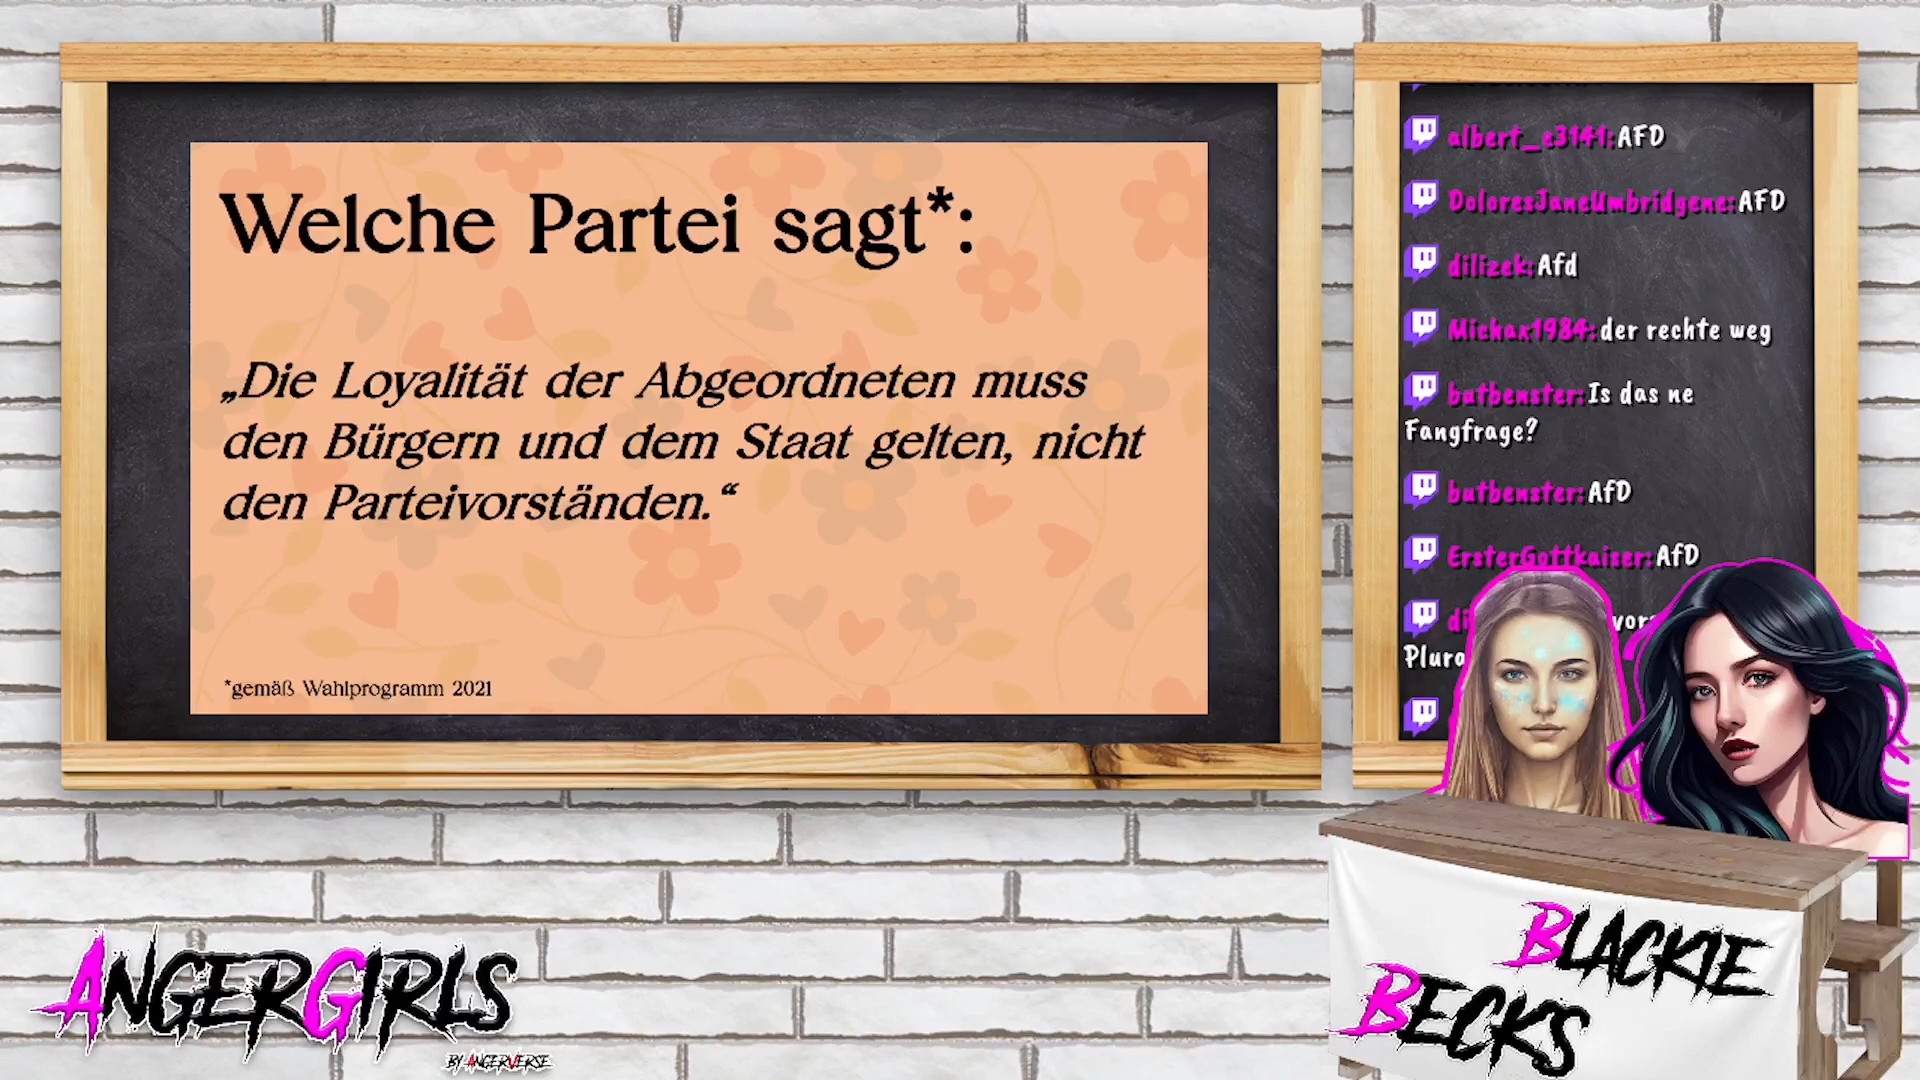 Welche Partei sagt*:
„Die Loyalität der Abgeordneten muss
den Bürgern und dem Staat gelten, nicht
den Parteivorständen.“
*gemäß Wahlprogramm 2021
albert_e3141: AFD
DoloresJaneUmbridgene: AFD
dilizek: Afd
Michax1984: der rechte weg
butbenster: Is das ne
Fangfrage?
butbenster: AfD
ErsterGottkaiser: AfD
ANGERGIRLS
BY ANGERVERSE
BLACKIE
BECKS